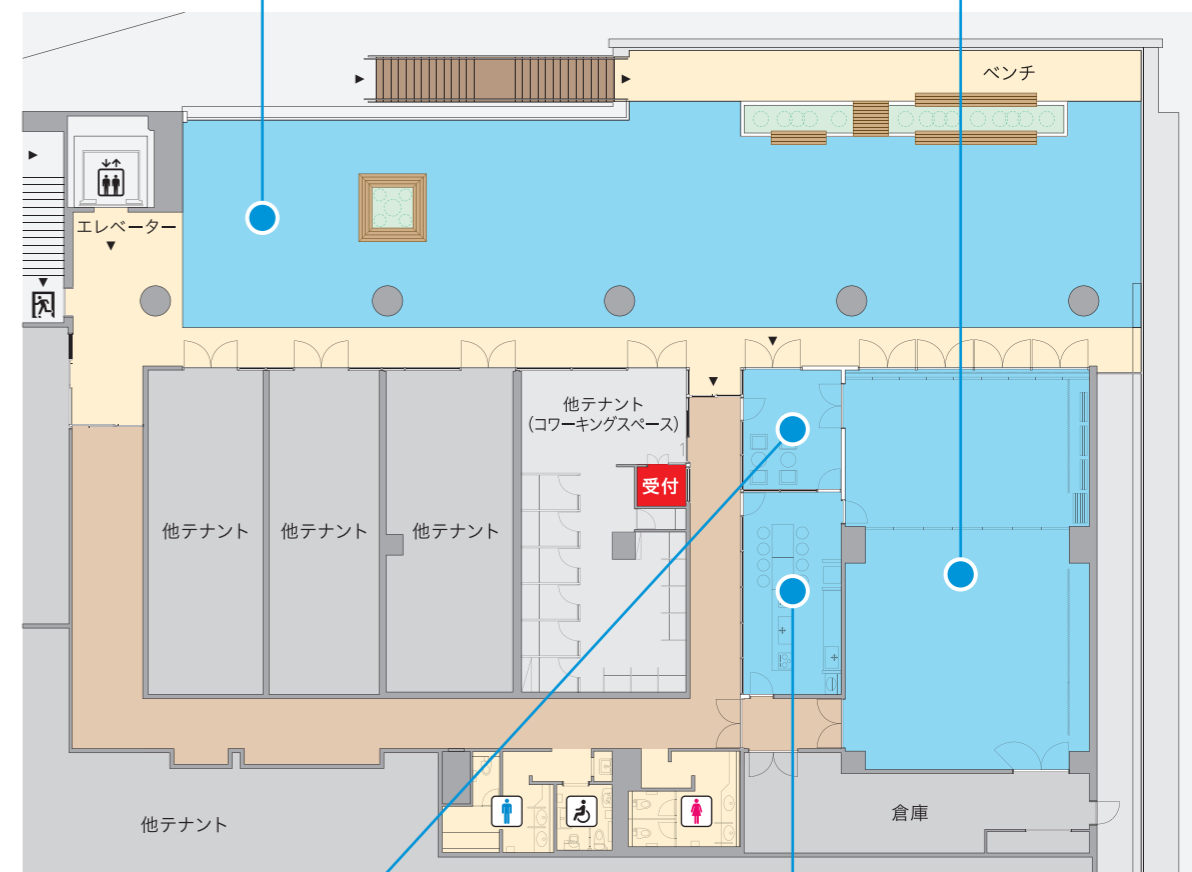 ベンチ
エレベーター
他テナント
(コワーキングスペース)
受付
他テナント
他テナント
他テナント
倉庫
他テナント